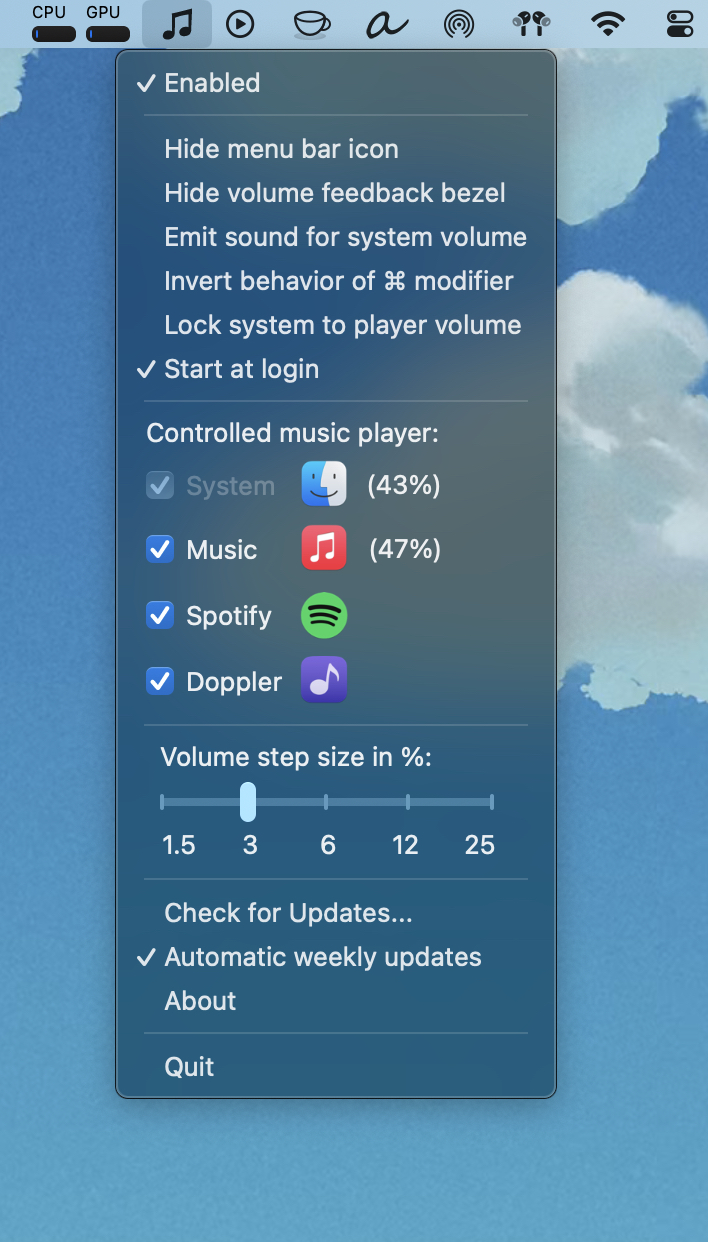 CPU GPU
Enabled
Hide menu bar icon
Hide volume feedback bezel
Emit sound for system volume
Invert behavior of ⌘ modifier
Lock system to player volume
Start at login
Controlled music player:
System (43%)
Music (47%)
Spotify
Doppler
Volume step size in %:
1.5 3 6 12 25
Check for Updates...
Automatic weekly updates
About
Quit